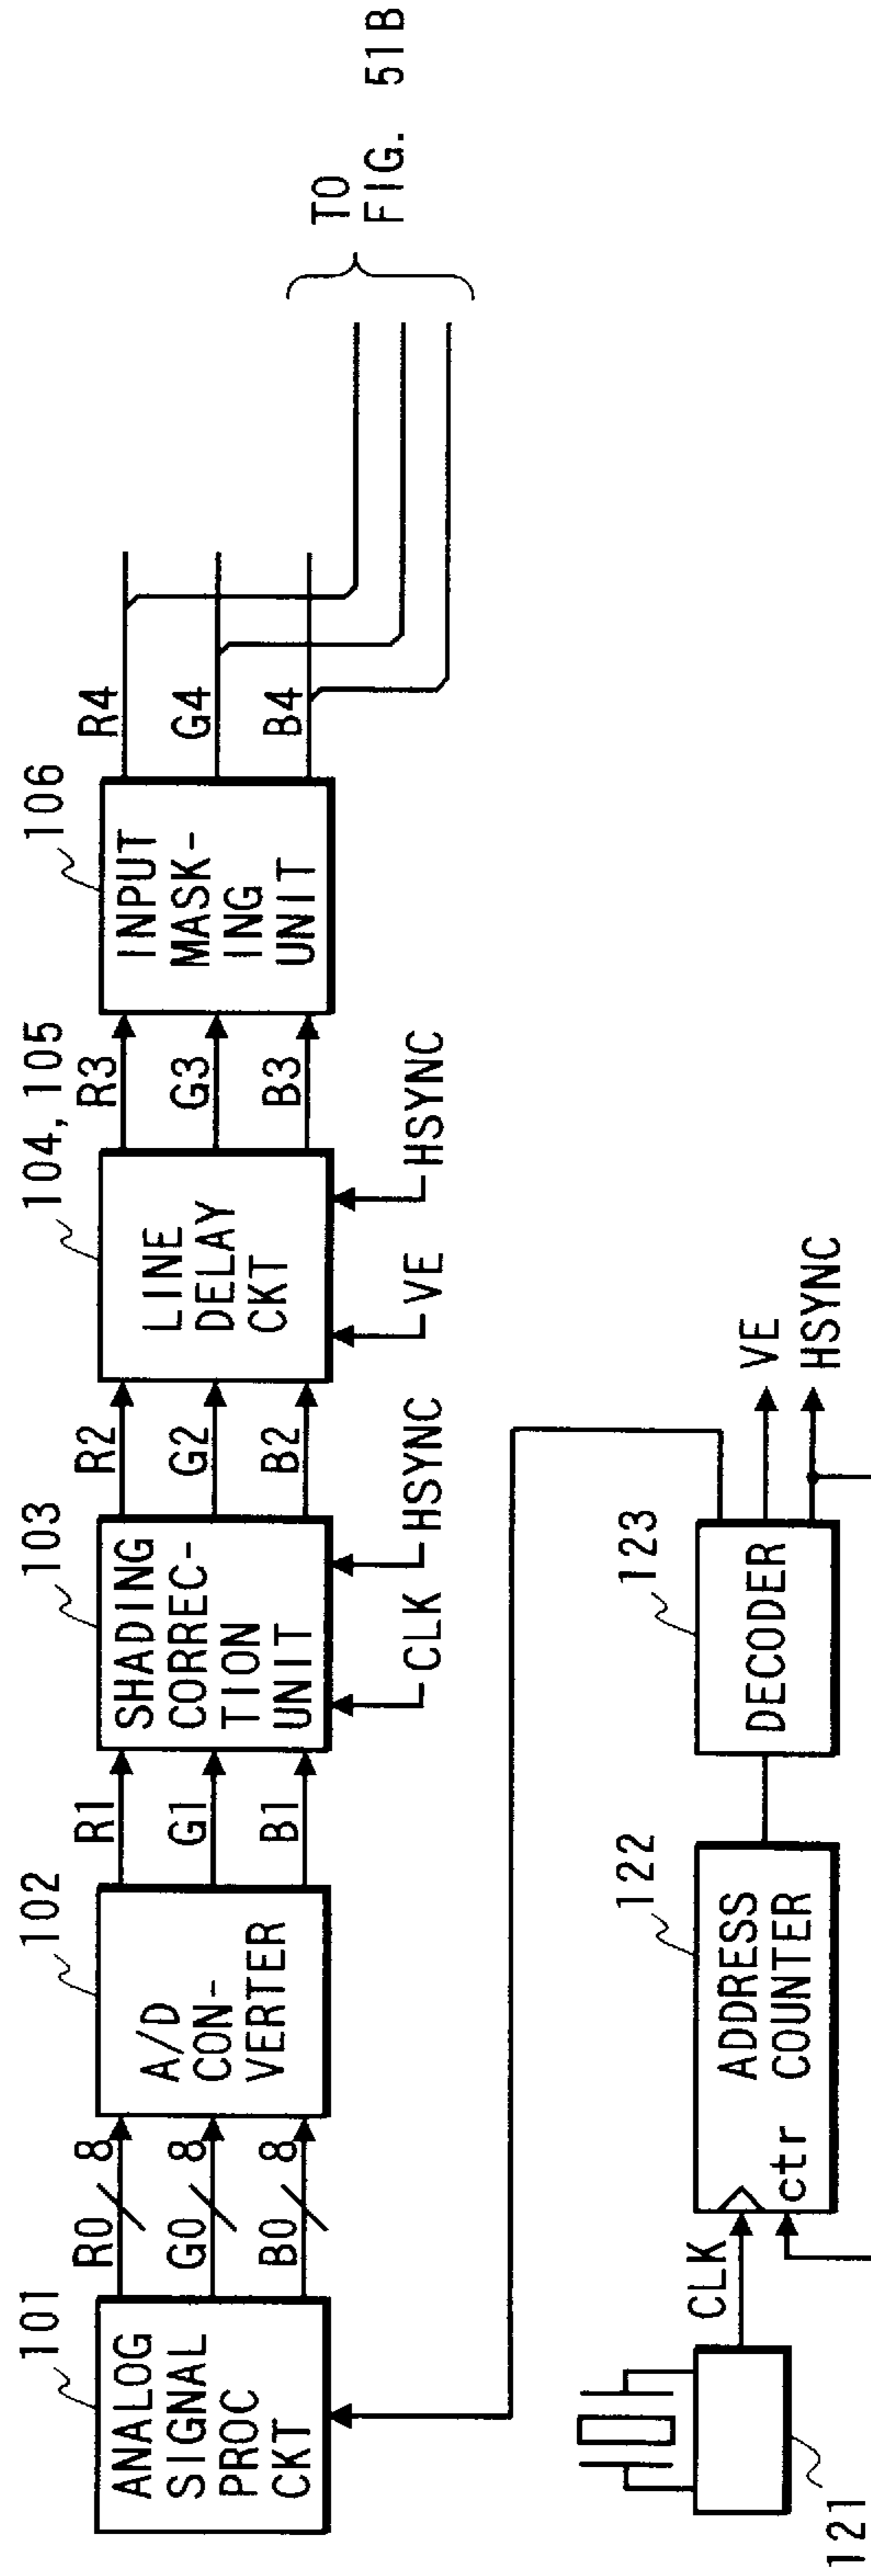 101
ANALOG
SIGNAL
PROC
CKT
R0 8
G0 8
B0 8
102
A/D
CON-
VERTER
R1
G1
B1
103
SHADING
CORREC-
TION
UNIT
CLK
HSYNC
R2
G2
B2
104, 105
LINE
DELAY
CKT
VE
HSYNC
R3
G3
B3
106
INPUT
MASK-
ING
UNIT
R4
G4
B4
TO
FIG. 51B
121
CLK
122
ADDRESS
COUNTER
ctr
123
DECODER
VE
HSYNC